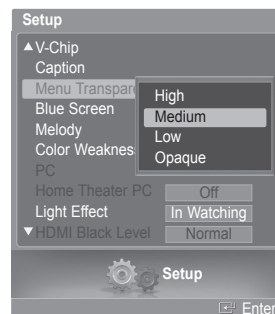 Setup
▲V-Chip
Caption
Menu Transpare
High
Medium
Low
Opaque
Blue Screen
Melody
Color Weaknes
PC
Home Theater PC Off
Light Effect In Watching
▼HDMI Black Level Normal
Setup
Enter